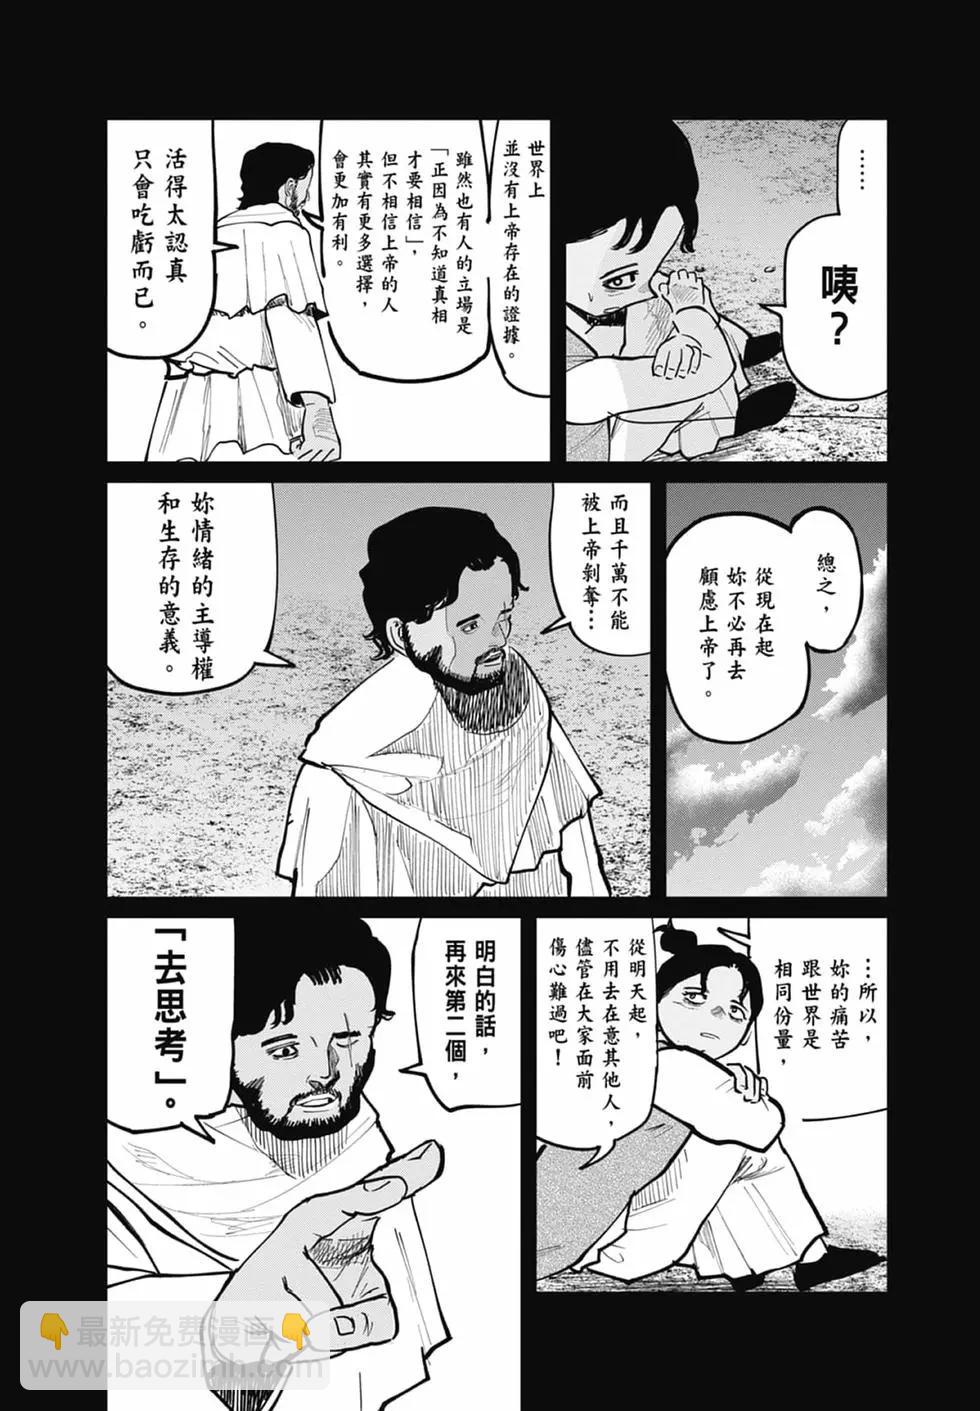 ……
咦？
世界上
並沒有上帝存在的證據。
雖然也有人的立場是
「正因為不知道真相
才要相信」，
但不相信上帝的人
其實有更多選擇，
會更加有利。
活得太認真
只會吃虧而已。
總之，
從現在起
妳不必再去
顧慮上帝了。
而且千萬不能
被上帝剝奪…
妳情緒的主導權
和生存的意義。
…所以，
妳的痛苦
跟世界是
相同份量，
從明天起，
不用去在意其他人，
儘管在大家面前
傷心難過吧！
明白的話，
再來第二個，
「去思考」。
👇最新免费漫画👇
www.baozimh.com